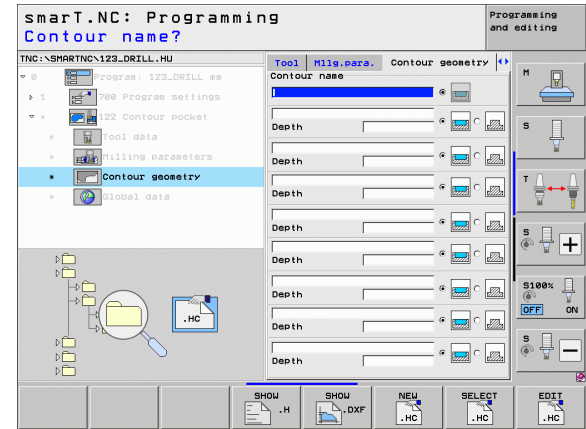 smarT.NC: Programming
Contour name?
Programming
and editing
TNC:\SMARTNC\123_DRILL.HU
0 Program: 123_DRILL mm
1 700 Program settings
* 122 Contour pocket
* Tool data
* Milling parameters
* Contour geometry
* Global data
Tool Mllg.para. Contour geometry
Contour name
Depth
Depth
Depth
Depth
Depth
Depth
Depth
Depth
.HC
M
S
T
S
S100%
OFF ON
S
SHOW
.H
SHOW
.DXF
NEW
.HC
SELECT
.HC
EDIT
.HC